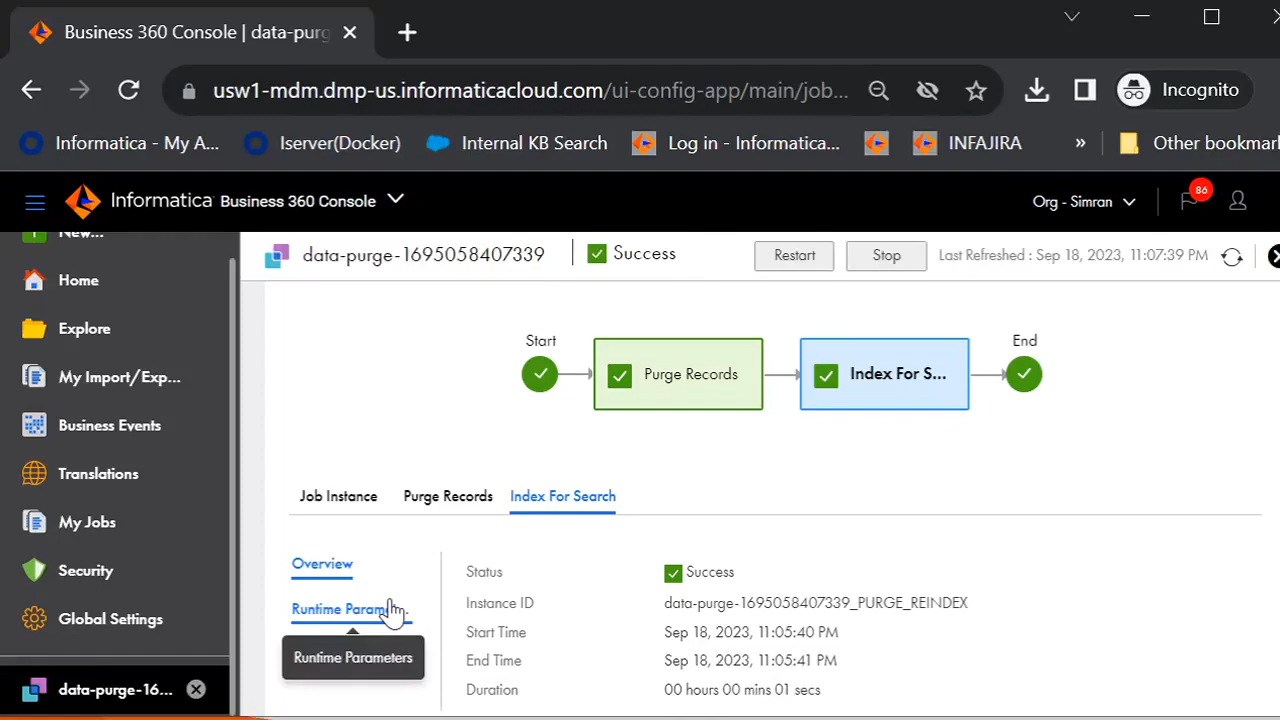 Business 360 Console | data-purg
usw1-mdm.dmp-us.informaticacloud.com/ui-config-app/main/job...
Incognito
Informatica - My A...
Iserver(Docker)
Internal KB Search
Log in - Informatica...
INFAJIRA
»
Other bookmar
Informatica Business 360 Console
Org - Simran
86
New...
Home
Explore
My Import/Exp...
Business Events
Translations
My Jobs
Security
Global Settings
data-purge-16...
data-purge-1695058407339
Success
Restart
Stop
Last Refreshed : Sep 18, 2023, 11:07:39 PM
Start
Purge Records
Index For S...
End
Job Instance
Purge Records
Index For Search
Overview
Runtime Param
Runtime Parameters
Status Success
Instance ID data-purge-1695058407339_PURGE_REINDEX
Start Time Sep 18, 2023, 11:05:40 PM
End Time Sep 18, 2023, 11:05:41 PM
Duration 00 hours 00 mins 01 secs